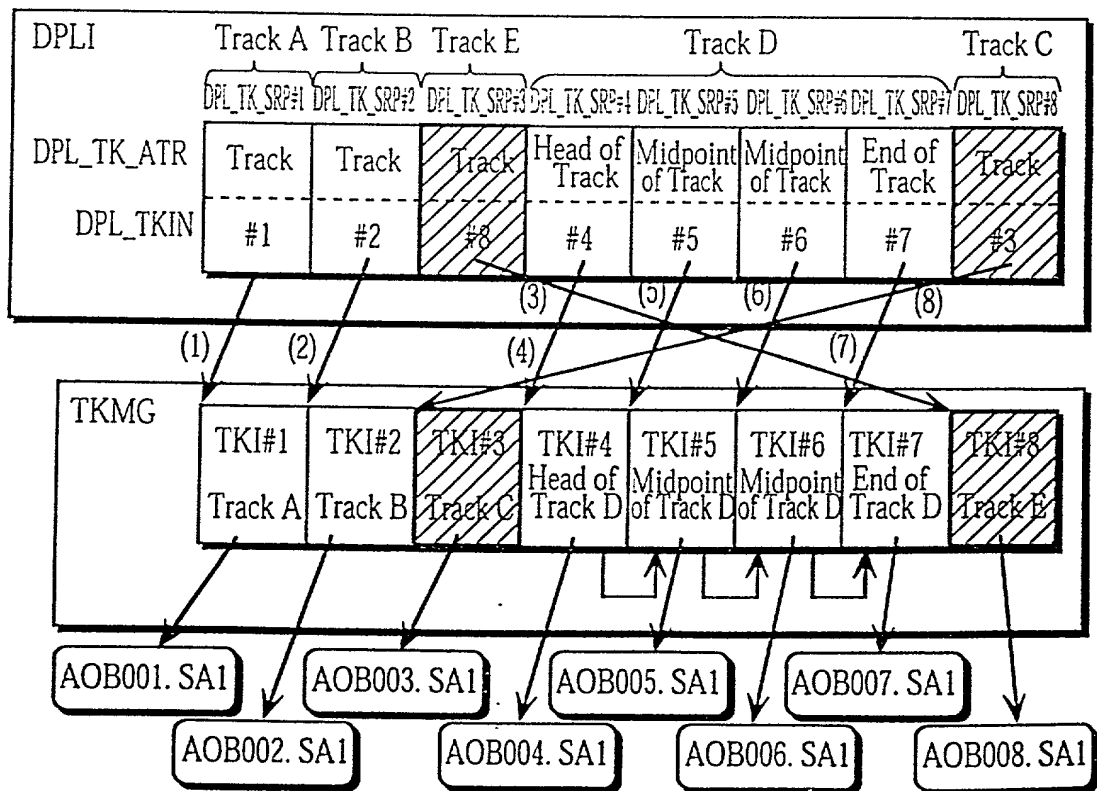 DPLI
Track A Track B Track E Track D Track C
DPL_TK_SRP#1 DPL_TK_SRP#2 DPL_TK_SRP#3 DPL_TK_SRP#4 DPL_TK_SRP#5 DPL_TK_SRP#6 DPL_TK_SRP#7 DPL_TK_SRP#8
DPL_TK_ATR
Track Track Track Head of Track Midpoint of Track Midpoint of Track End of Track Track
DPL_TKIN
#1 #2 #8 #4 #5 #6 #7 #3
(3) (5) (6) (8)
(1) (2) (4) (7)
TKMG
TKI#1 TKI#2 TKI#3 TKI#4 TKI#5 TKI#6 TKI#7 TKI#8
Track A Track B Track C Head of Track D Midpoint of Track D Midpoint of Track D End of Track D Track E
AOB001. SA1 AOB003. SA1 AOB005. SA1 AOB007. SA1
AOB002. SA1 AOB004. SA1 AOB006. SA1 AOB008. SA1